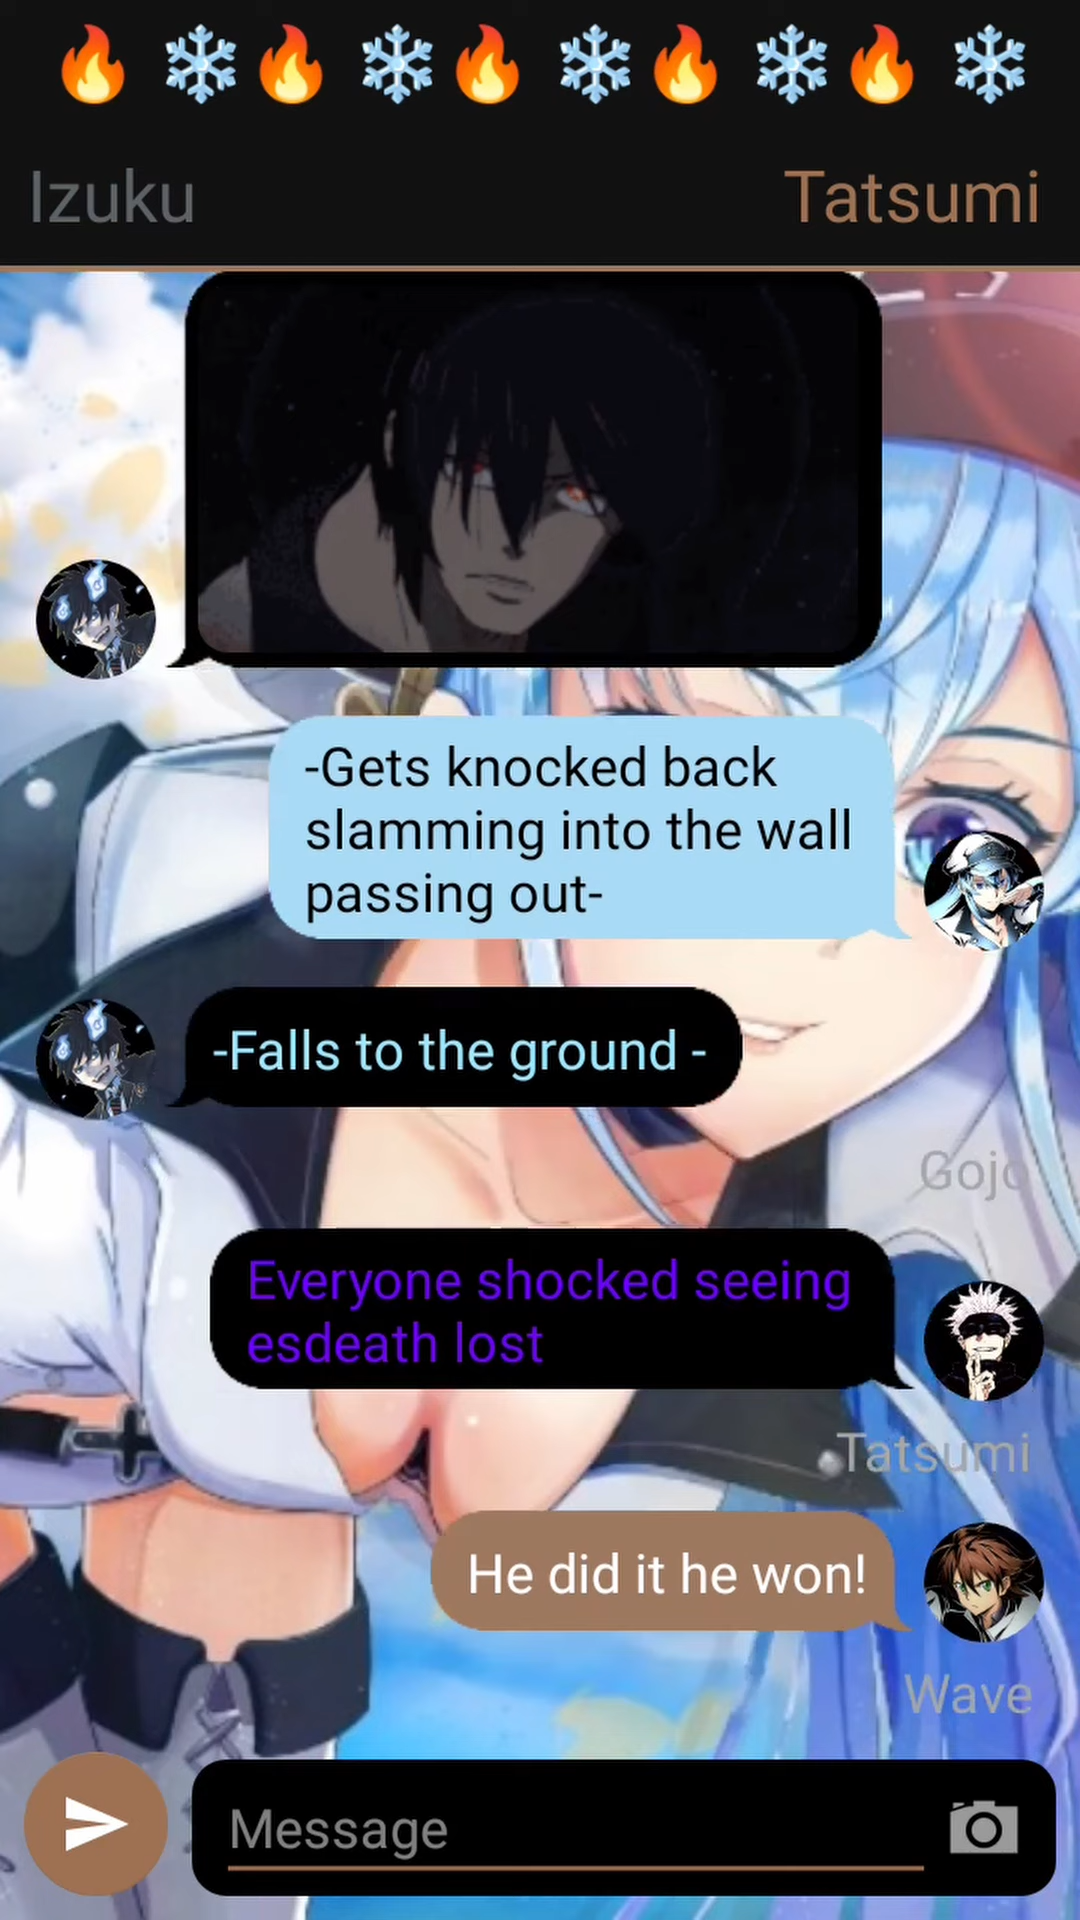 🔥 ❄️🔥 ❄️🔥 ❄️🔥 ❄️🔥 ❄️
Izuku
Tatsumi
-Gets knocked back
slamming into the wall
passing out-
-Falls to the ground -
Gojo
Everyone shocked seeing
esdeath lost
Tatsumi
He did it he won!
Wave
Message